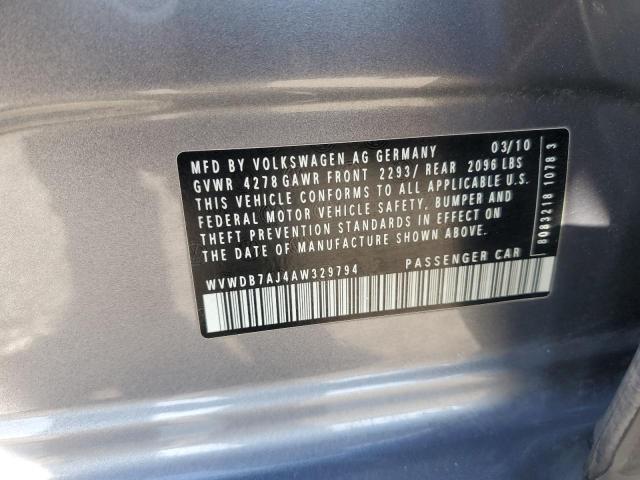 MFD BY VOLKSWAGEN AG GERMANY 03/10
GVWR 4278 GAWR FRONT 2293/ REAR 2096 LBS
THIS VEHICLE CONFORMS TO ALL APPLICABLE U.S.
FEDERAL MOTOR VEHICLE SAFETY, BUMPER AND
THEFT PREVENTION STANDARDS IN EFFECT ON
THE DATE OF MANUFACTURE SHOWN ABOVE.
WVWDB7AJ4AW329794 PASSENGER CAR
8082218 1078 3